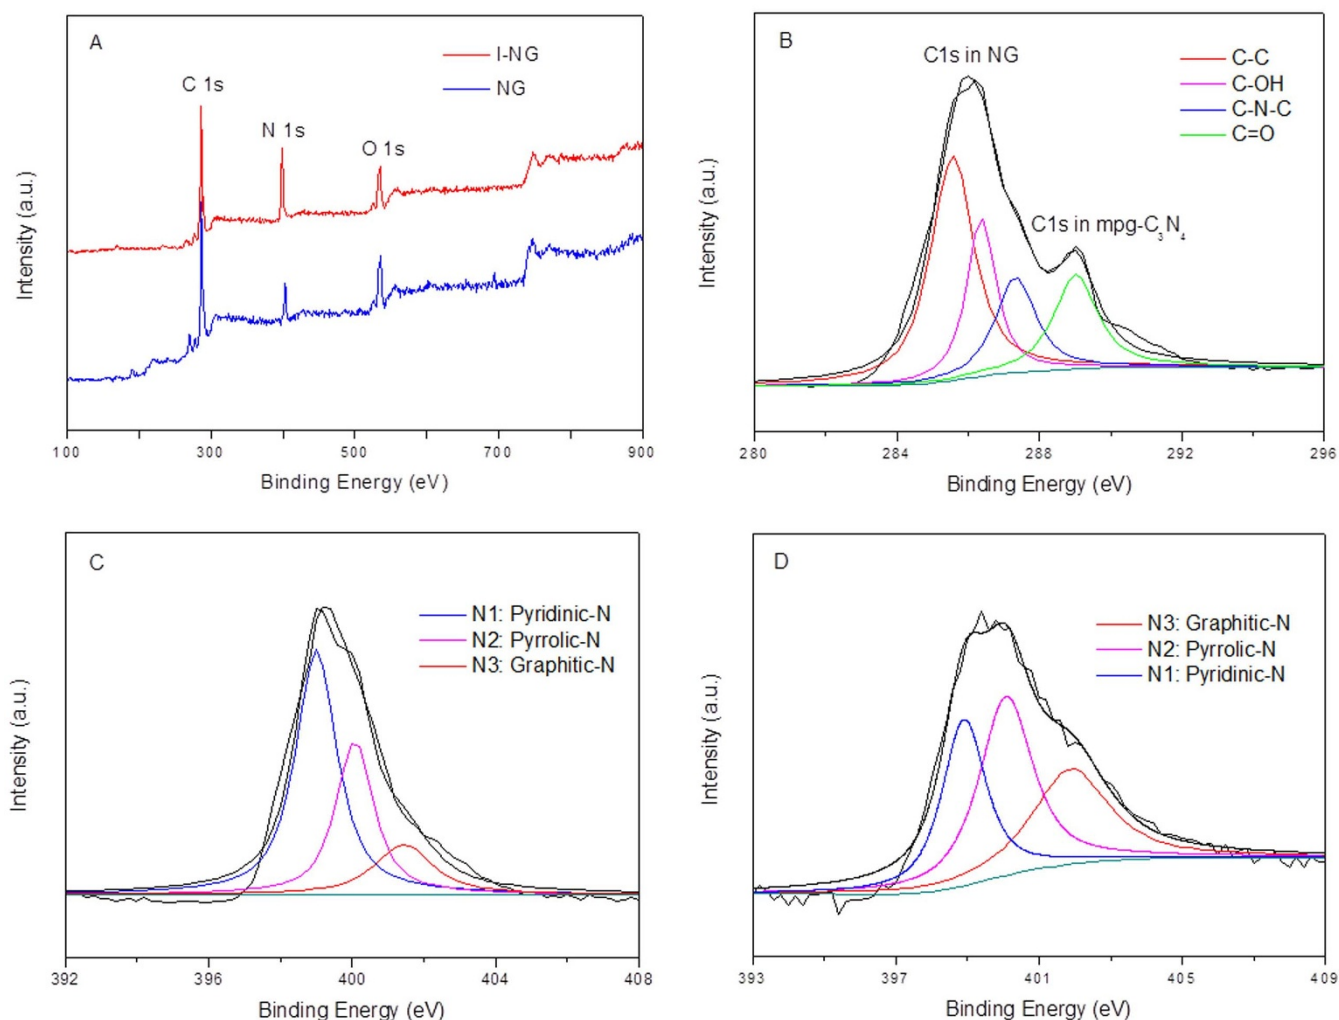 A
I-NG
NG
C 1s
N 1s
O 1s
Intensity (a.u.)
100 300 500 700 900
Binding Energy (eV)
B
C1s in NG
C-C
C-OH
C-N-C
C=O
C1s in mpg-C₃N₄
Intensity (a.u.)
280 284 288 292 296
Binding Energy (eV)
C
N1: Pyridinic-N
N2: Pyrrolic-N
N3: Graphitic-N
Intensity (a.u.)
392 396 400 404 408
Binding Energy (eV)
D
N3: Graphitic-N
N2: Pyrrolic-N
N1: Pyridinic-N
Intensity (a.u.)
393 397 401 405 409
Binding Energy (eV)